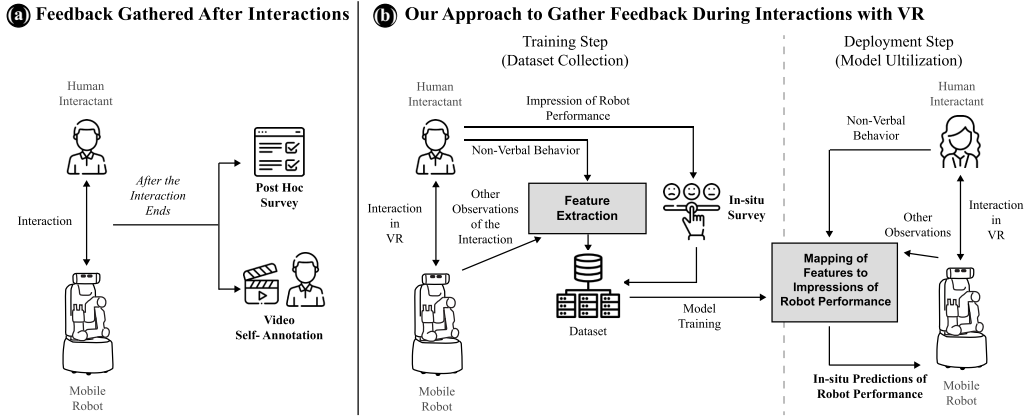 a Feedback Gathered After Interactions
Human
Interactant
Interaction
After the
Interaction
Ends
Post Hoc
Survey
Video
Self- Annotation
Mobile
Robot
b Our Approach to Gather Feedback During Interactions with VR
Training Step
(Dataset Collection)
Human
Interactant
Impression of Robot
Performance
Non-Verbal Behavior
Interaction
in
VR
Other
Observations
of the
Interaction
Feature
Extraction
In-situ
Survey
Dataset
Model
Training
Mobile
Robot
Deployment Step
(Model Ultilization)
Human
Interactant
Non-Verbal
Behavior
Other
Observations
Interaction
in
VR
Mapping of
Features to
Impressions of
Robot Performance
In-situ Predictions of
Robot Performance
Mobile
Robot